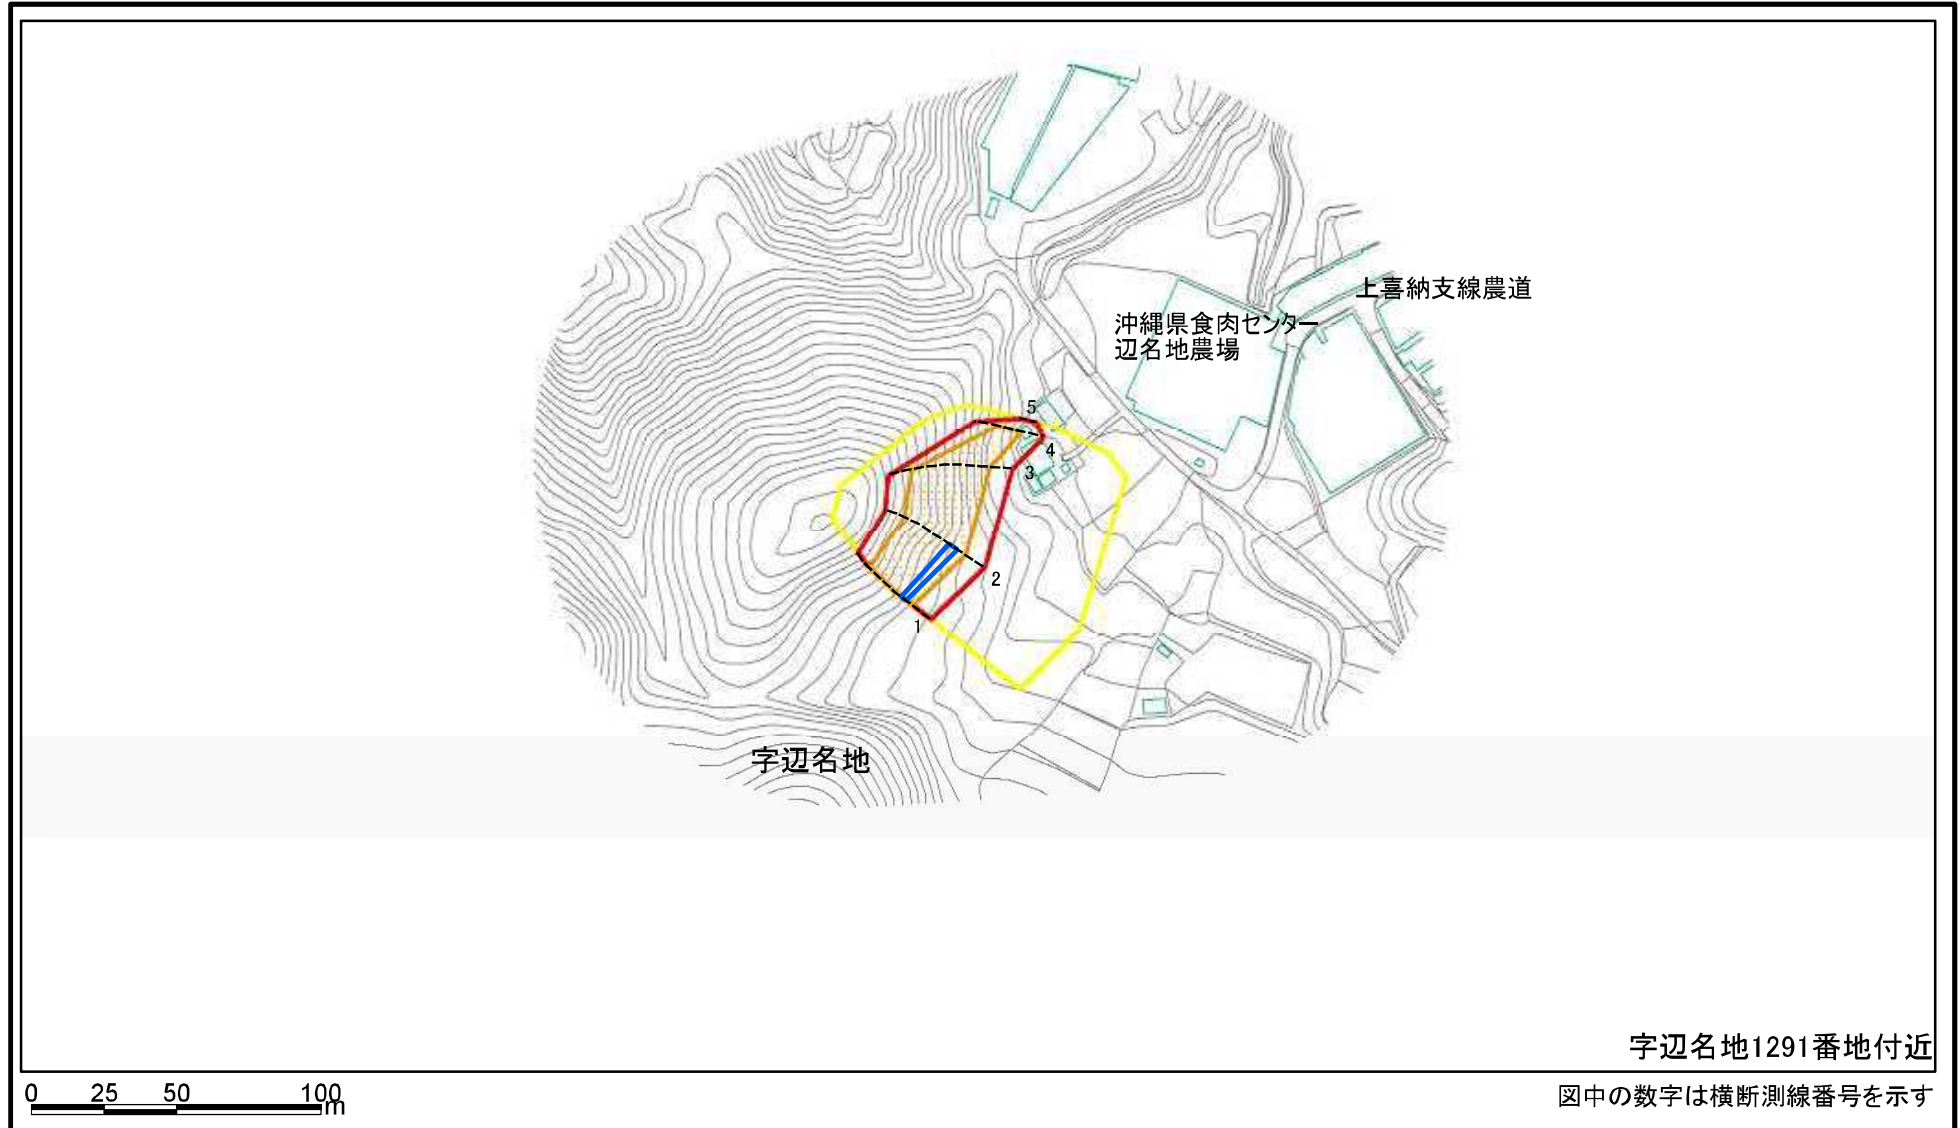 上喜納支線農道
沖縄県食肉センター
辺名地農場
5
4
3
2
1
字辺名地
字辺名地1291番地付近
0 25 50 100
m
図中の数字は横断測線番号を示す